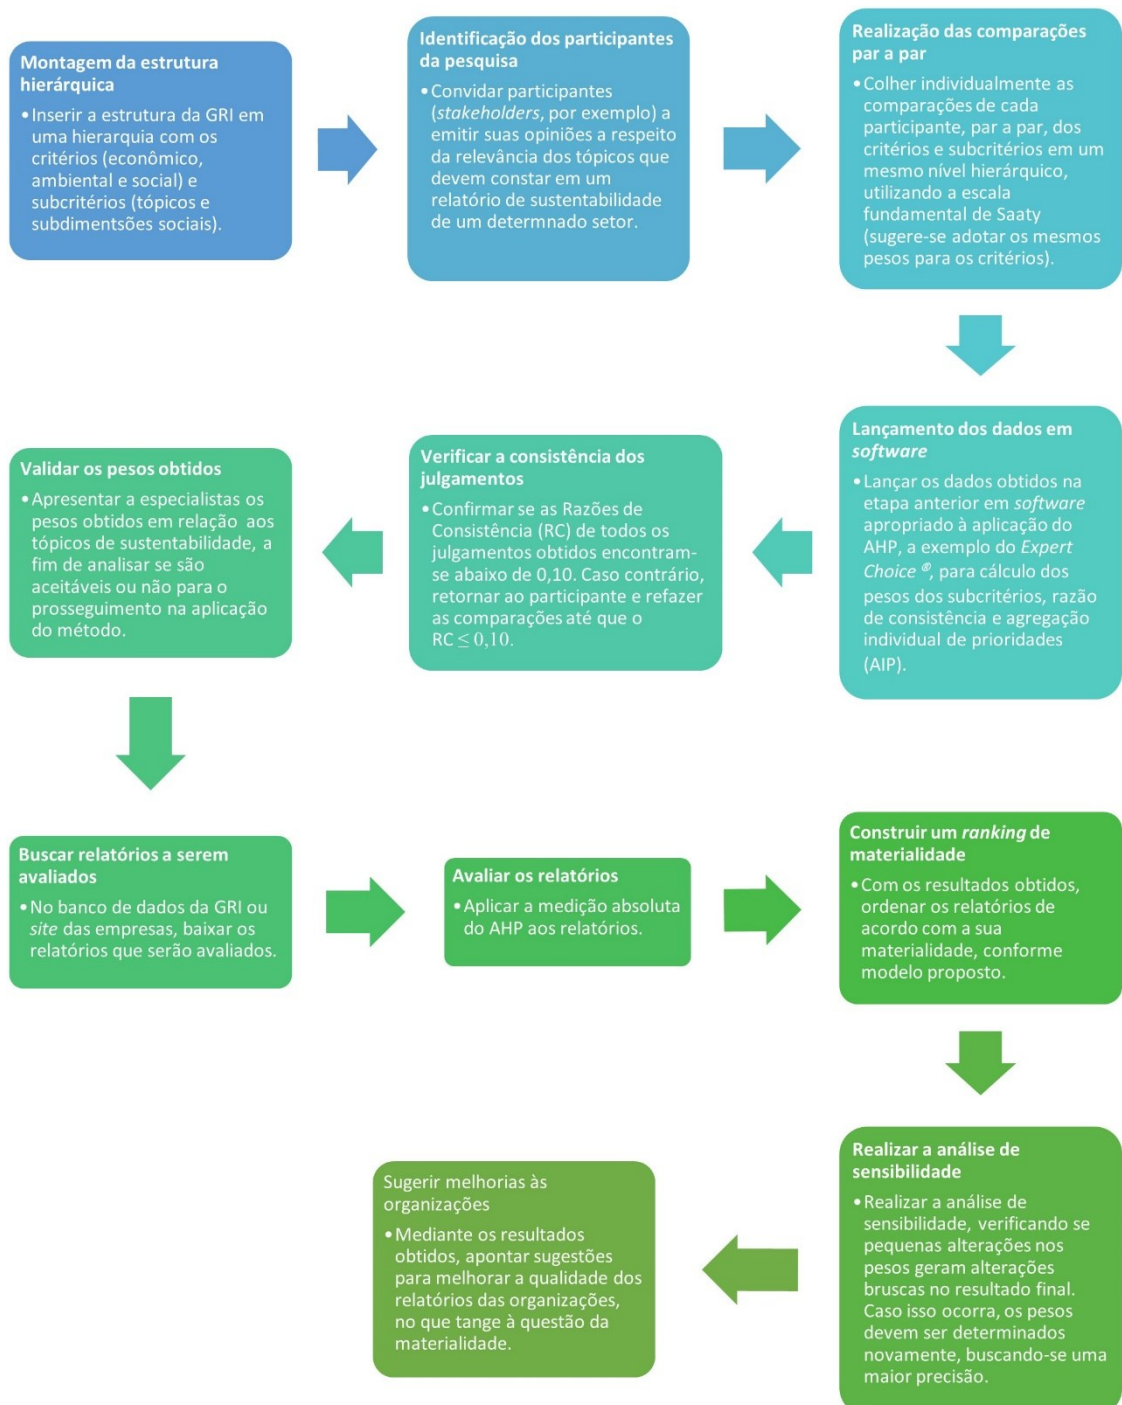 Montagem da estrutura
hierárquica
•Inserir a estrutura da GRI em
uma hierarquia com os
critérios (econômico,
ambiental e social) e
subcritérios (tópicos e
subdimentsões sociais).
Identificação dos participantes
da pesquisa
•Convidar participantes
(stakeholders, por exemplo) a
emitir suas opiniões a respeito
da relevância dos tópicos que
devem constar em um
relatório de sustentabilidade
de um determnado setor.
Realização das comparações
par a par
•Colher individualmente as
comparações de cada
participante, par a par, dos
critérios e subcritérios em um
mesmo nível hierárquico,
utilizando a escala
fundamental de Saaty
(sugere-se adotar os mesmos
pesos para os critérios).
Lançamento dos dados em
software
•Lançar os dados obtidos na
etapa anterior em software
apropriado à aplicação do
AHP, a exemplo do Expert
Choice ®, para cálculo dos
pesos dos subcritérios, razão
de consistência e agregação
individual de prioridades
(AIP).
Verificar a consistência dos
julgamentos
•Confirmar se as Razões de
Consistência (RC) de todos os
julgamentos obtidos encontram-
se abaixo de 0,10. Caso contrário,
retornar ao participante e refazer
as comparações até que o
RC ≤ 0,10.
Validar os pesos obtidos
•Apresentar a especialistas os
pesos obtidos em relação aos
tópicos de sustentabilidade, a
fim de analisar se são
aceitáveis ou não para o
prosseguimento na aplicação
do método.
Buscar relatórios a serem
avaliados
•No banco de dados da GRI ou
site das empresas, baixar os
relatórios que serão avaliados.
Avaliar os relatórios
•Aplicar a medição absoluta
do AHP aos relatórios.
Construir um ranking de
materialidade
•Com os resultados obtidos,
ordenar os relatórios de
acordo com a sua
materialidade, conforme
modelo proposto.
Realizar a análise de
sensibilidade
•Realizar a análise de
sensibilidade, verificando se
pequenas alterações nos
pesos geram alterações
bruscas no resultado final.
Caso isso ocorra, os pesos
devem ser determinados
novamente, buscando-se uma
maior precisão.
Sugerir melhorias às
organizações
•Mediante os resultados
obtidos, apontar sugestões
para melhorar a qualidade dos
relatórios das organizações,
no que tange à questão da
materialidade.